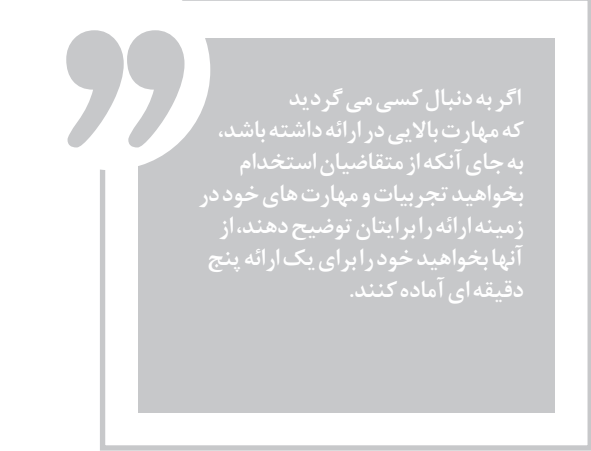 اگر به دنبال کسی می گردید
که مهارت بالایی در ارائه داشته باشد،
به جای آنکه از متقاضیان استخدام
بخواهید تجربیات و مهارت های خود در
زمینه ارائه را برایتان توضیح دهند، از
آنها بخواهید خود را برای یک ارائه پنج
دقیقه ای آماده کنند.